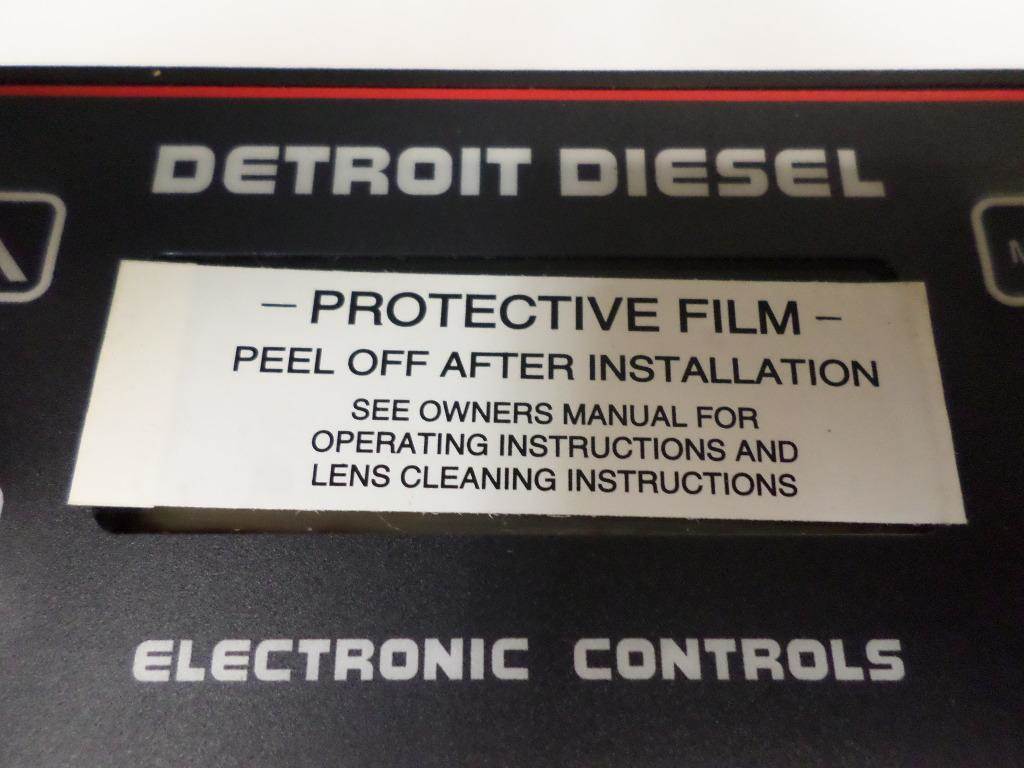 DETROIT DIESEL
– PROTECTIVE FILM –
PEEL OFF AFTER INSTALLATION
SEE OWNERS MANUAL FOR
OPERATING INSTRUCTIONS AND
LENS CLEANING INSTRUCTIONS
ELECTRONIC CONTROLS